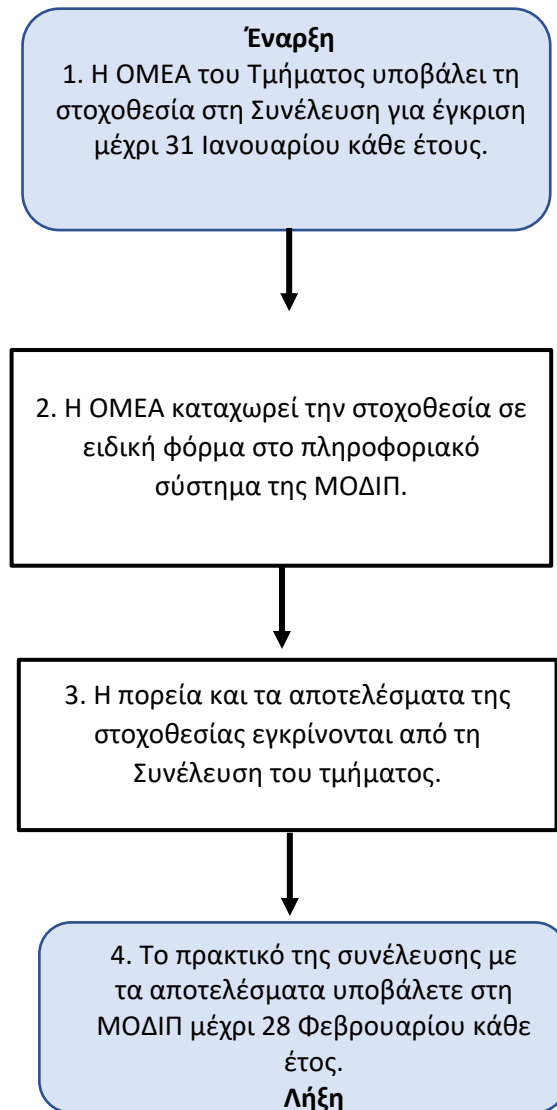 Έναρξη
1. Η ΟΜΕΑ του Τμήματος υποβάλει τη
στοχοθεσία στη Συνέλευση για έγκριση
μέχρι 31 Ιανουαρίου κάθε έτους.
2. Η ΟΜΕΑ καταχωρεί την στοχοθεσία σε
ειδική φόρμα στο πληροφοριακό
σύστημα της ΜΟΔΙΠ.
3. Η πορεία και τα αποτελέσματα της
στοχοθεσίας εγκρίνονται από τη
Συνέλευση του τμήματος.
4. Το πρακτικό της συνέλευσης με
τα αποτελέσματα υποβάλετε στη
ΜΟΔΙΠ μέχρι 28 Φεβρουαρίου κάθε
έτος.
Λήξη